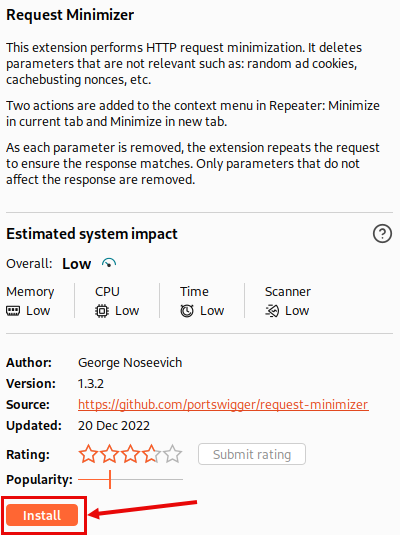 Request Minimizer
This extension performs HTTP request minimization. It deletes
parameters that are not relevant such as: random ad cookies,
cachebusting nonces, etc.
Two actions are added to the context menu in Repeater: Minimize
in current tab and Minimize in new tab.
As each parameter is removed, the extension repeats the request
to ensure the response matches. Only parameters that do not
affect the response are removed.
Estimated system impact
Overall: Low
Memory CPU Time Scanner
Low Low Low Low
Author: George Noseevich
Version: 1.3.2
Source: https://github.com/portswigger/request-minimizer
Updated: 20 Dec 2022
Rating: Submit rating
Popularity:
Install